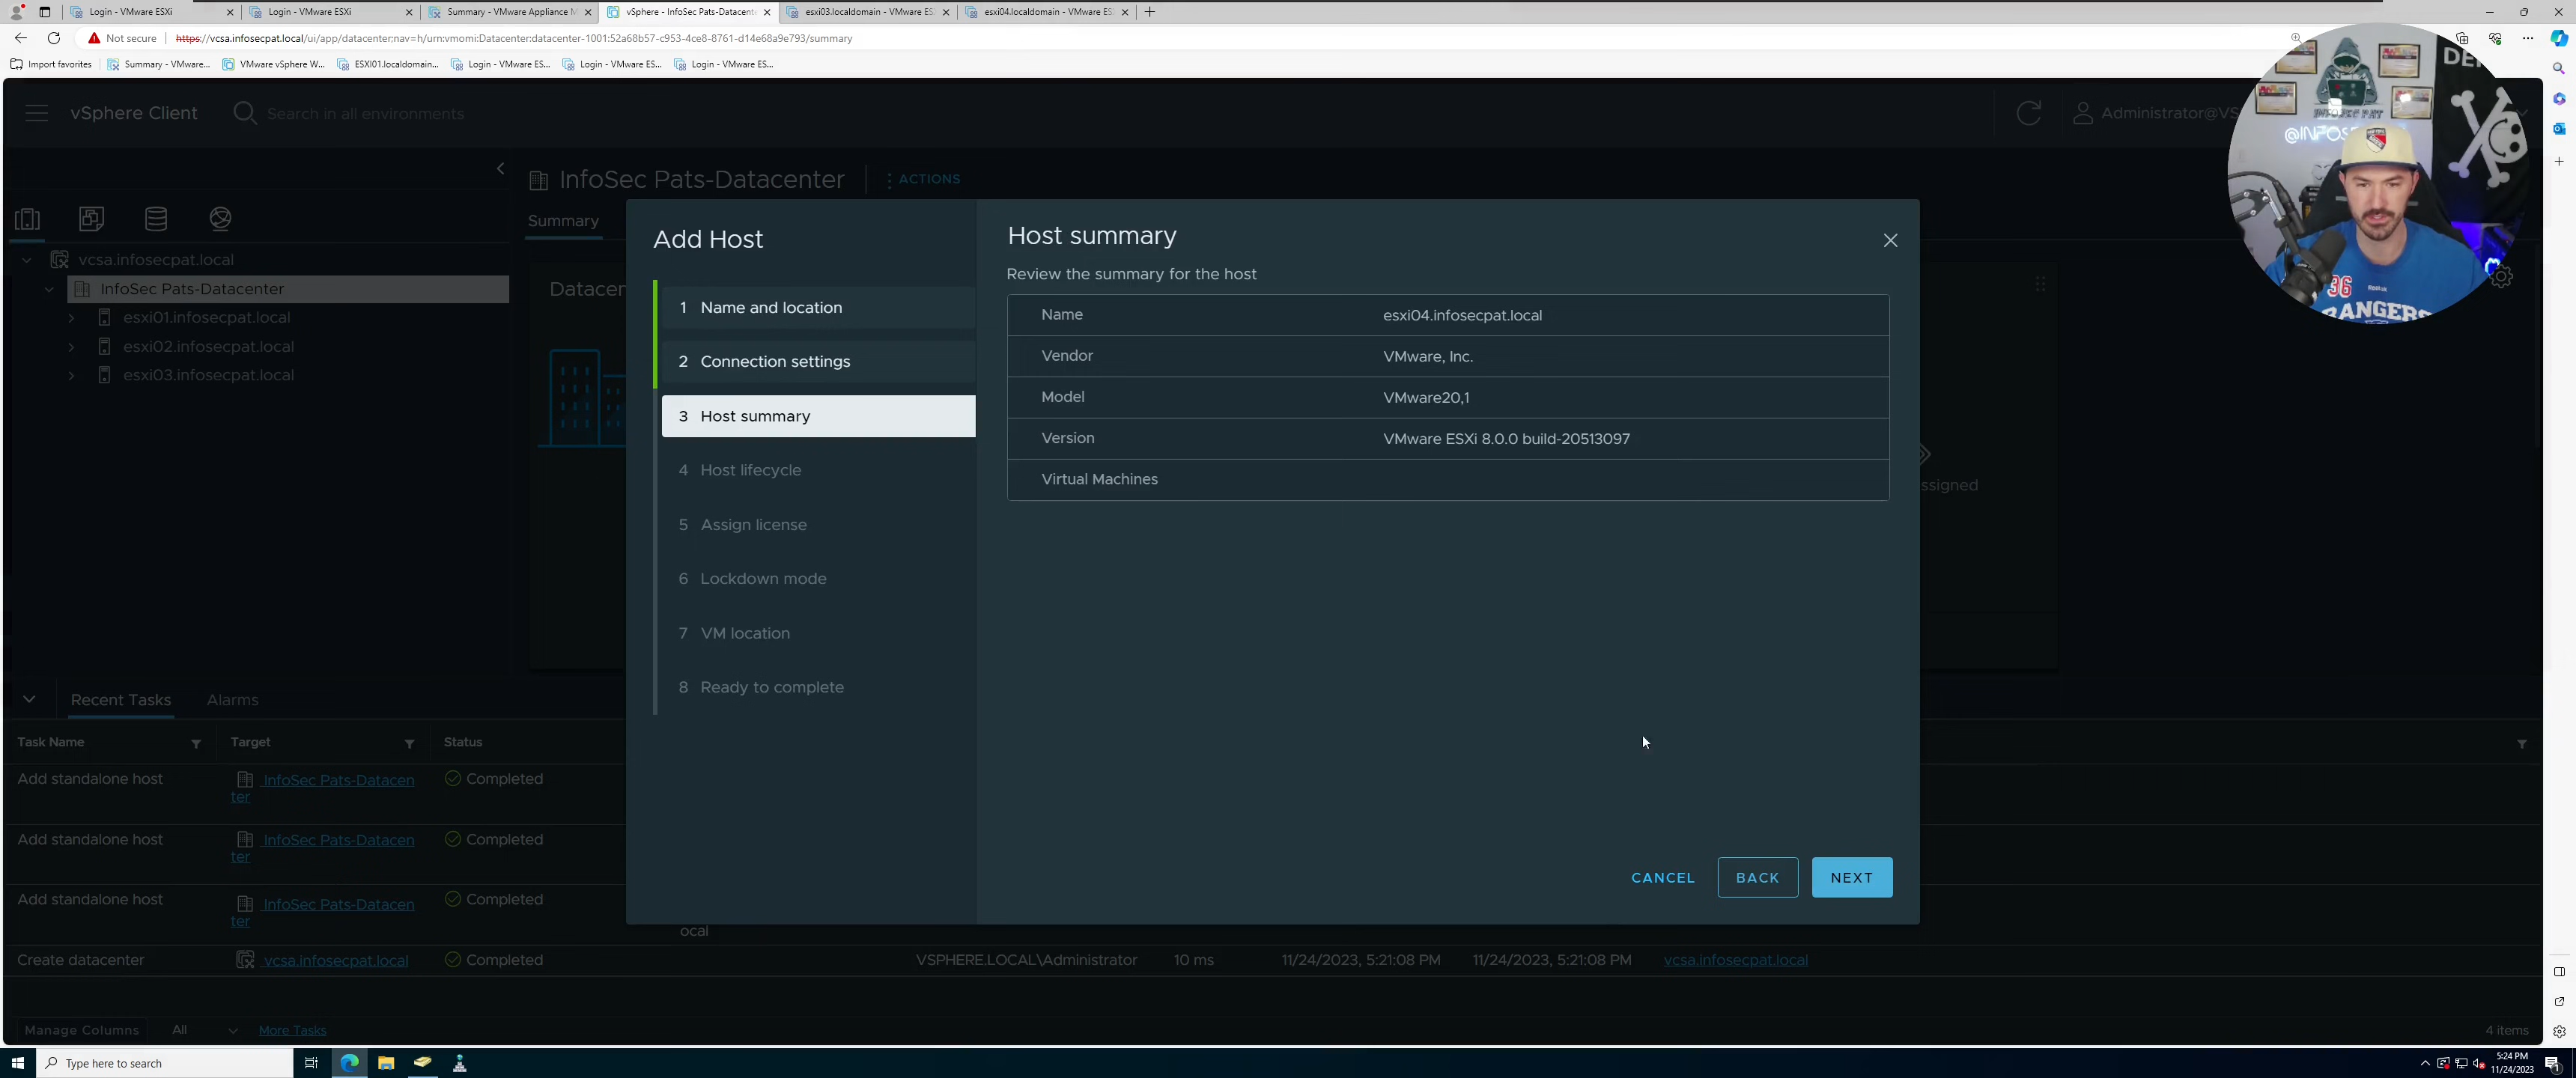 Login - VMware ESXi
Login - VMware ESXi
Summary - VMware Appliance M
vSphere - InfoSec Pats-Datacente
esxi03.localdomain - VMware ES
esxi04.localdomain - VMware ES
Not secure
https://vcsa.infosecpat.local/ui/app/datacenter;nav=h/urn:vmomi:Datacenter:datacenter-1001:52a68b57-c953-4ce8-8761-d14e68a9e793/summary
Import favorites
Summary - VMware...
VMware vSphere W...
ESXI01.localdomain...
Login - VMware ES...
Login - VMware ES...
Login - VMware ES...
vSphere Client
Search in all environments
Administrator@VS
InfoSec Pats-Datacenter
ACTIONS
Summary
vcsa.infosecpat.local
InfoSec Pats-Datacenter
esxi01.infosecpat.local
esxi02.infosecpat.local
esxi03.infosecpat.local
Datacen
ssigned
Add Host
1 Name and location
2 Connection settings
3 Host summary
4 Host lifecycle
5 Assign license
6 Lockdown mode
7 VM location
8 Ready to complete
Host summary
Review the summary for the host
Name esxi04.infosecpat.local
Vendor VMware, Inc.
Model VMware20,1
Version VMware ESXi 8.0.0 build-20513097
Virtual Machines
CANCEL
BACK
NEXT
Recent Tasks
Alarms
Task Name
Target
Status
Add standalone host
InfoSec Pats-Datacen
ter
Completed
Add standalone host
InfoSec Pats-Datacen
ter
Completed
Add standalone host
InfoSec Pats-Datacen
ter
Completed
ocal
Create datacenter
vcsa.infosecpat.local
Completed
VSPHERE.LOCAL\Administrator
10 ms
11/24/2023, 5:21:08 PM
11/24/2023, 5:21:08 PM
vcsa.infosecpat.local
Manage Columns
All
More Tasks
4 items
Type here to search
5:24 PM
11/24/2023
1
INFOSEC PAT
@INFOS
DE
36
RANGERS